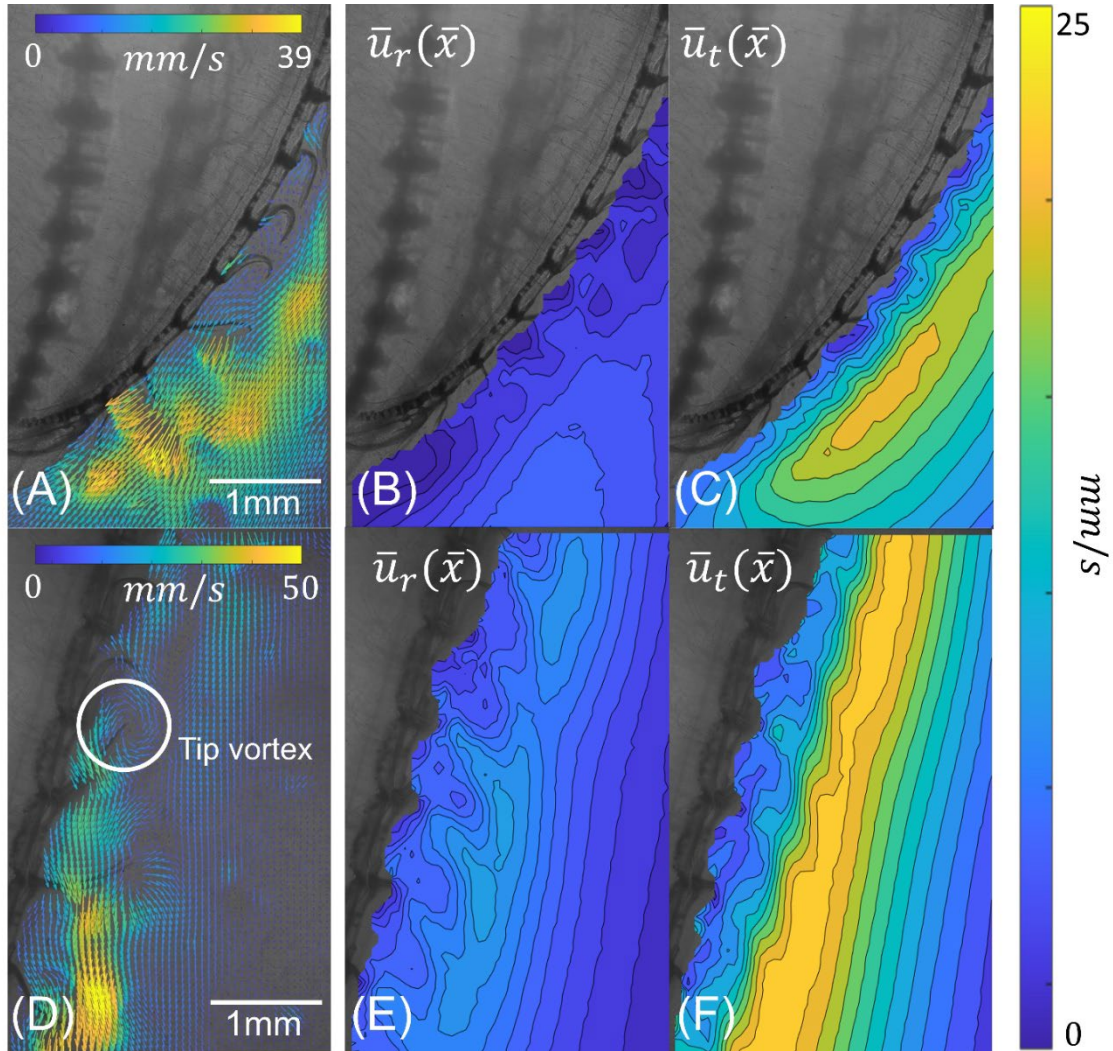 0 mm/s 39
ū_r(x̄)
ū_t(x̄)
25
(A)
1mm
(B)
(C)
0 mm/s 50
ū_r(x̄)
ū_t(x̄)
mm/s
Tip vortex
(D)
1mm
(E)
(F)
0